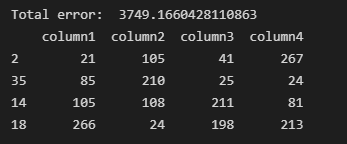 Total error:  3749.1660428110863
    column1  column2  column3  column4
2        21      105       41      267
35       85      210       25       24
14      105      108      211       81
18      266       24      198      213